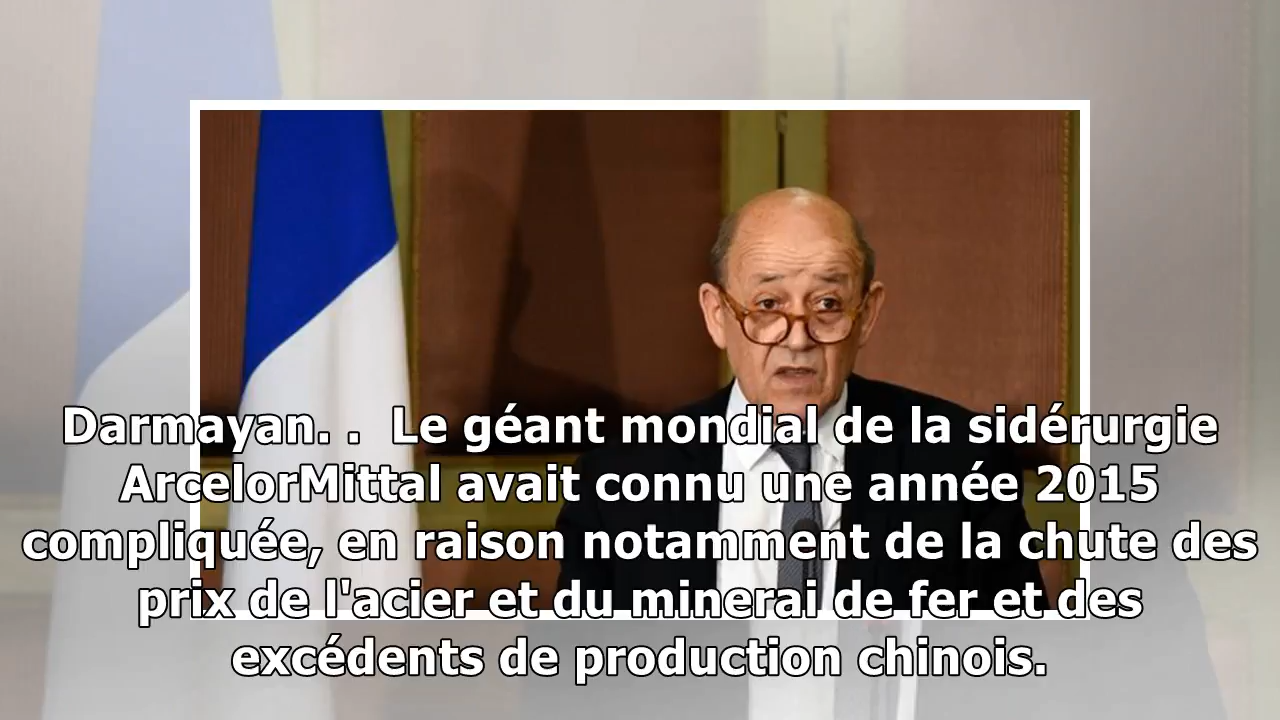 Darmayan. .  Le géant mondial de la sidérurgie
ArcelorMittal avait connu une année 2015
compliquée, en raison notamment de la chute des
prix de l'acier et du minerai de fer et des
excédents de production chinois.